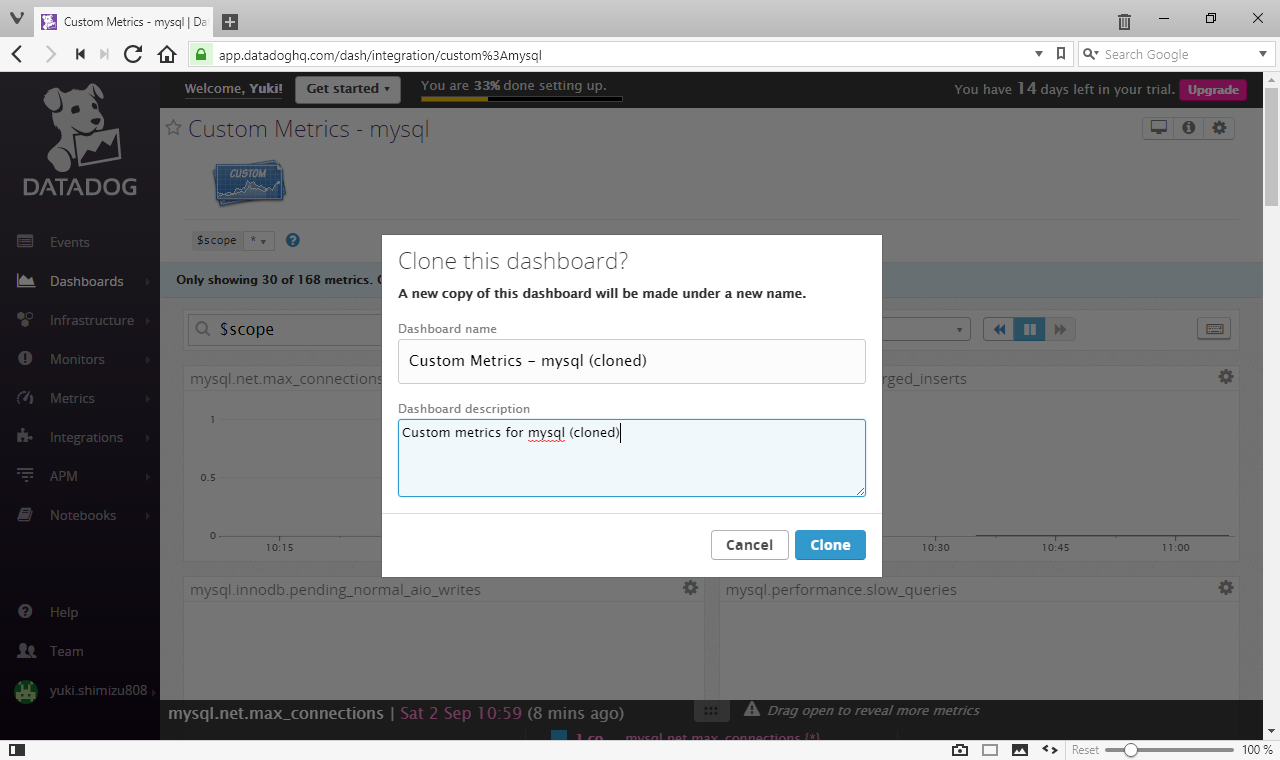 Custom Metrics - mysql | Da
app.datadoghq.com/dash/integration/custom%3Amysql
Search Google
DATADOG
Welcome, Yuki!
Get started
You are 33% done setting up.
You have 14 days left in your trial.
Upgrade
Custom Metrics - mysql
CUSTOM
Events
Dashboards
Infrastructure
Monitors
Metrics
Integrations
APM
Notebooks
Help
Team
yuki.shimizu808
$scope
*
?
Only showing 30 of 168 metrics.
$scope
Clone this dashboard?
A new copy of this dashboard will be made under a new name.
Dashboard name
Custom Metrics - mysql (cloned)
Dashboard description
Custom metrics for mysql (cloned)
Cancel
Clone
mysql.net.max_connections
rged_inserts
1
0.5
0
10:15
10:30
10:45
11:00
mysql.innodb.pending_normal_aio_writes
mysql.performance.slow_queries
mysql.net.max_connections | Sat 2 Sep 10:59 (8 mins ago)
Drag open to reveal more metrics
1 co
mysql.net.max_connections {*}
Reset
100 %